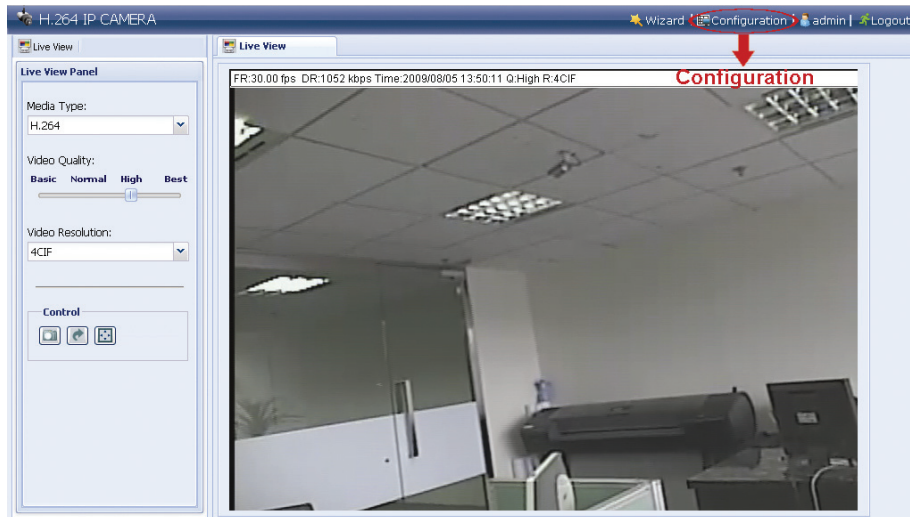 H.264 IP CAMERA
Wizard | Configuration | admin | Logout
Live View
Live View
Configuration
Live View Panel
FR:30.00 fps DR:1052 kbps Time:2009/08/05 13:50:11 Q:High R:4CIF
Media Type:
H.264
Video Quality:
Basic Normal High Best
Video Resolution:
4CIF
Control